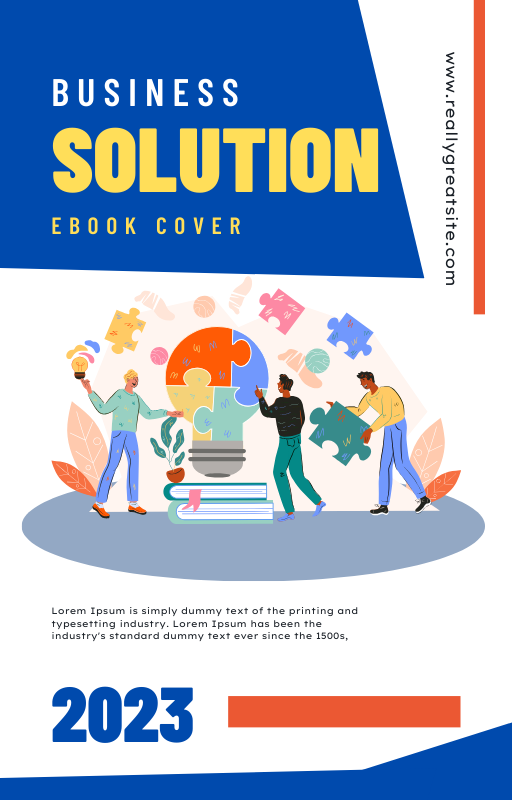 BUSINESS
SOLUTION
EBOOK COVER
www.reallygreatsite.com
Lorem Ipsum is simply dummy text of the printing and
typesetting industry. Lorem Ipsum has been the
industry's standard dummy text ever since the 1500s,
2023